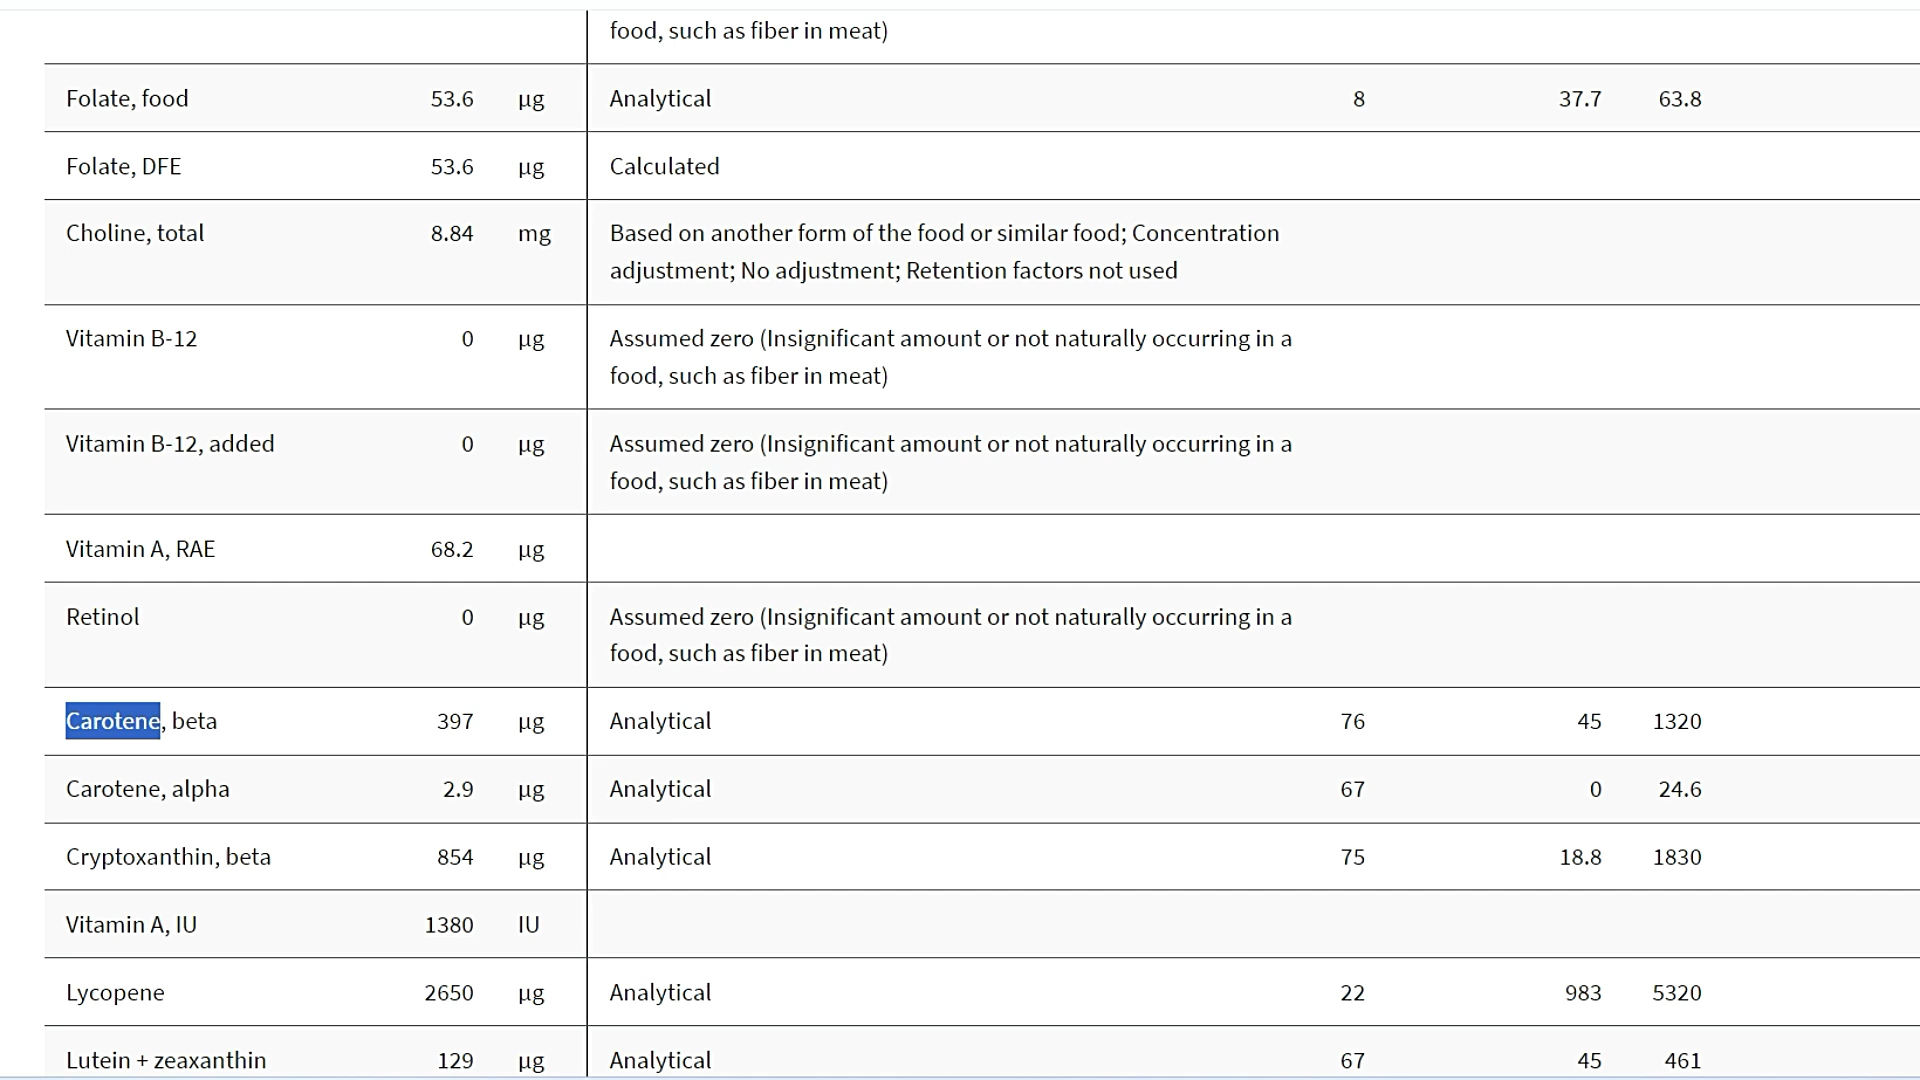 food, such as fiber in meat)
Folate, food 53.6 µg Analytical 8 37.7 63.8
Folate, DFE 53.6 µg Calculated
Choline, total 8.84 mg Based on another form of the food or similar food; Concentration
adjustment; No adjustment; Retention factors not used
Vitamin B-12 0 µg Assumed zero (Insignificant amount or not naturally occurring in a
food, such as fiber in meat)
Vitamin B-12, added 0 µg Assumed zero (Insignificant amount or not naturally occurring in a
food, such as fiber in meat)
Vitamin A, RAE 68.2 µg
Retinol 0 µg Assumed zero (Insignificant amount or not naturally occurring in a
food, such as fiber in meat)
Carotene, beta 397 µg Analytical 76 45 1320
Carotene, alpha 2.9 µg Analytical 67 0 24.6
Cryptoxanthin, beta 854 µg Analytical 75 18.8 1830
Vitamin A, IU 1380 IU
Lycopene 2650 µg Analytical 22 983 5320
Lutein + zeaxanthin 129 µg Analytical 67 45 461